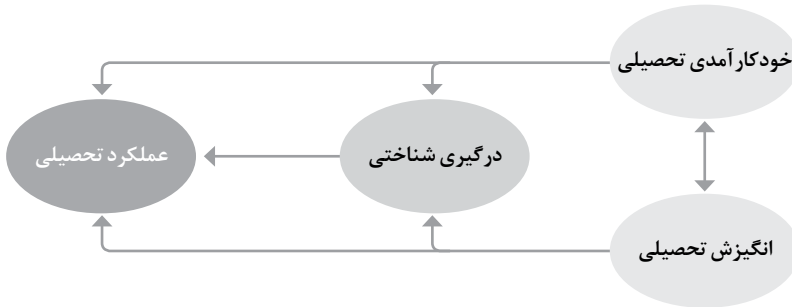 خودکارآمدی تحصیلی
درگیری شناختی
عملکرد تحصیلی
انگیزش تحصیلی